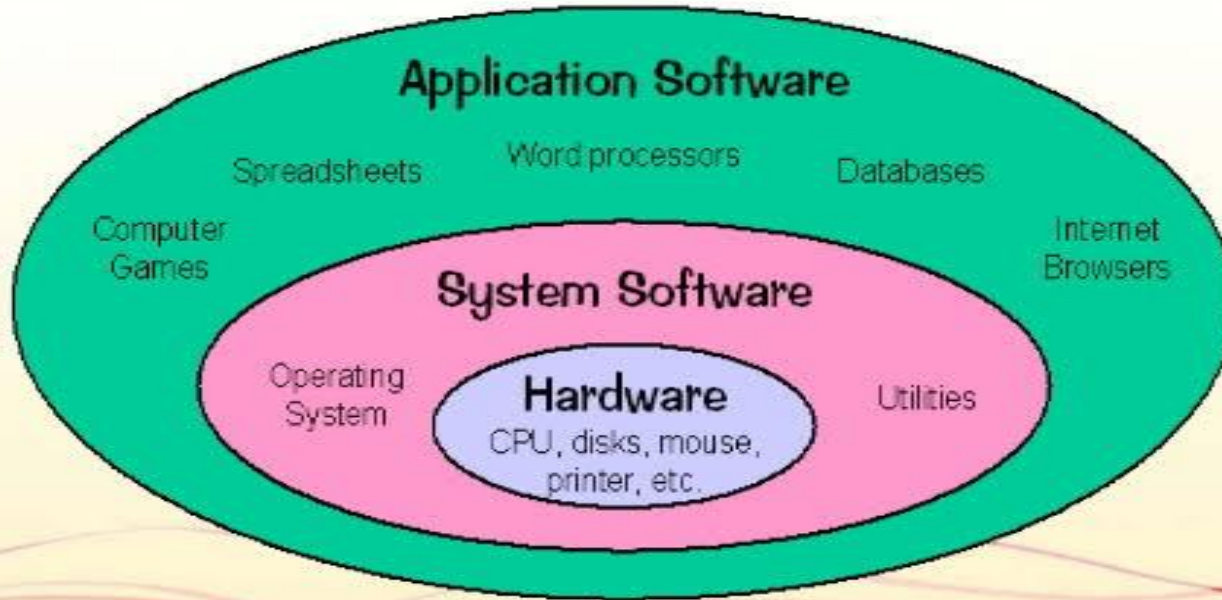 Application Software
Spreadsheets
Word processors
Databases
Computer
Games
Internet
Browsers
System Software
Operating
System
Utilities
Hardware
CPU, disks, mouse,
printer, etc.